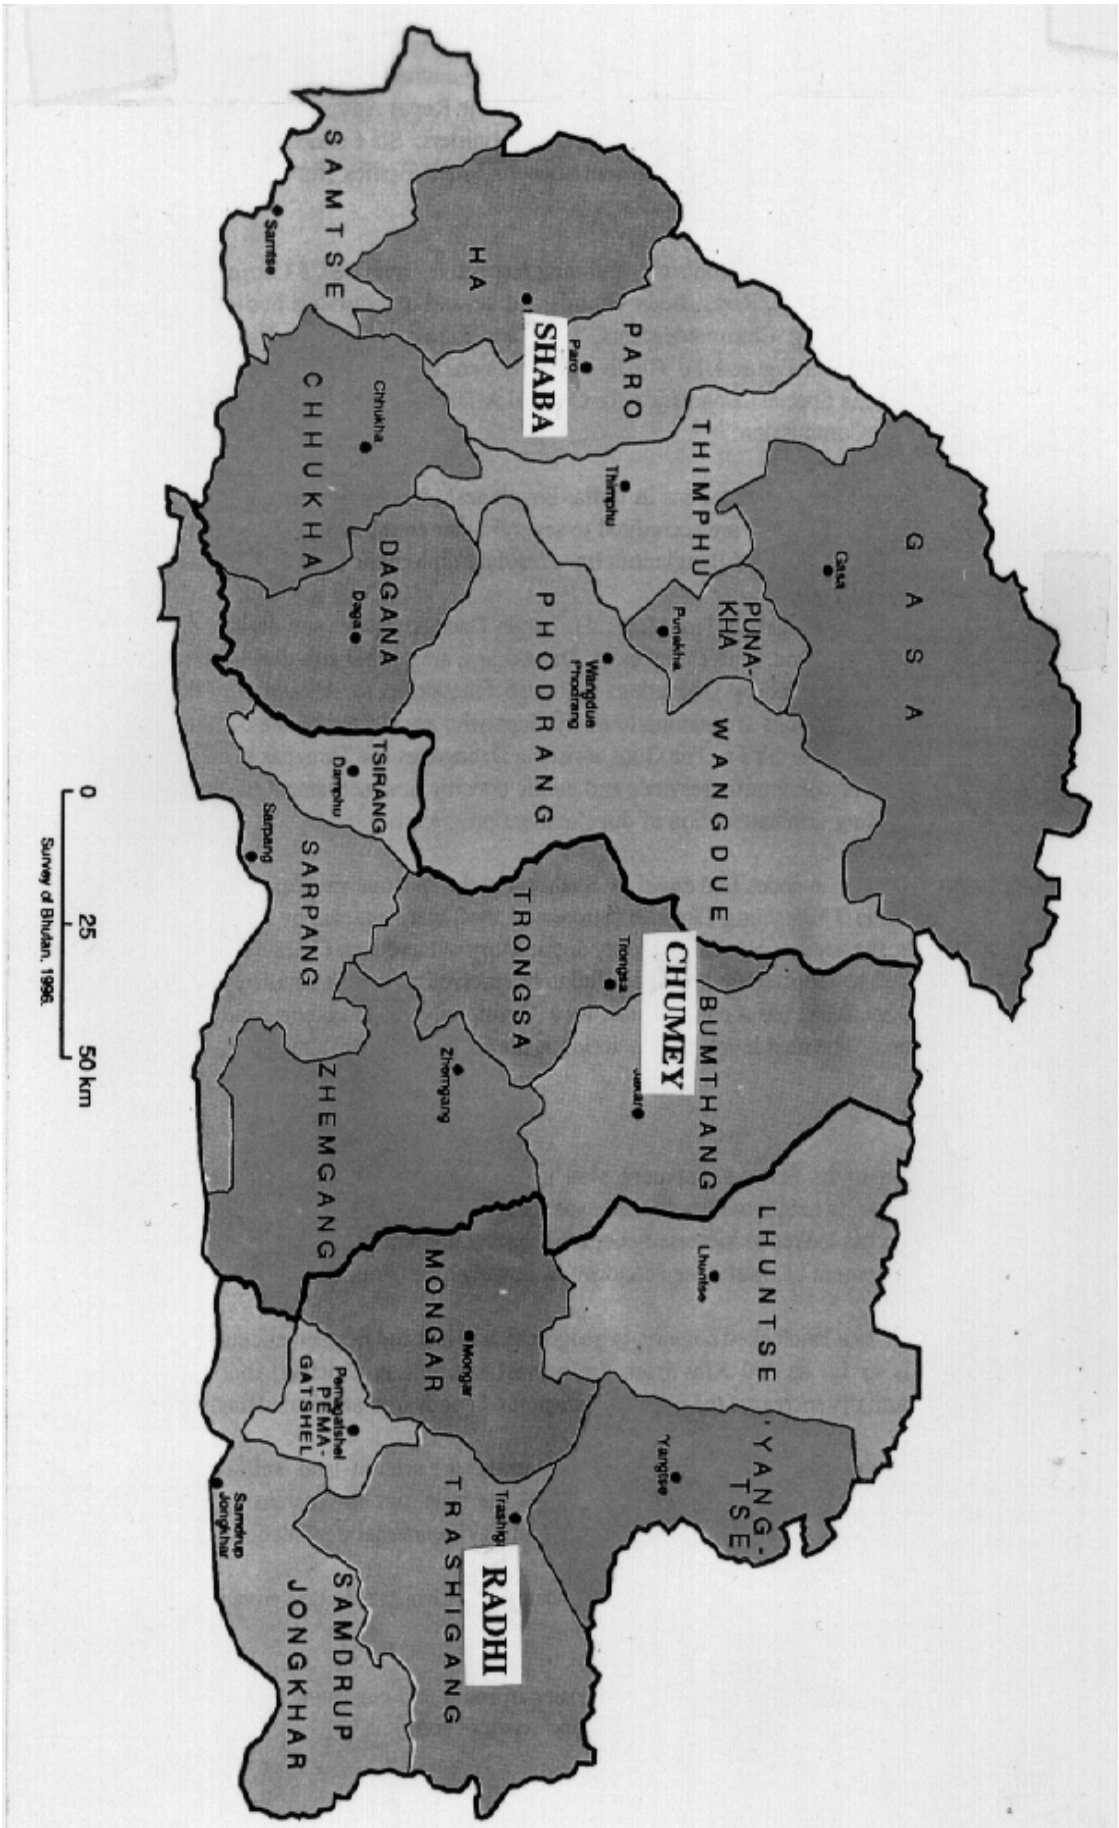 GASA
Gasa
THIMPHU
Thimphu
PUNA-
KHA
Punakha
PARO
Paro
HA
SHABA
SAMTSE
Samtse
CHHUKHA
Chhukha
DAGANA
Daga
WANGDUE
PHODRANG
Wangdue
Phodrang
TSIRANG
Damphu
SARPANG
Sarpang
TRONGSA
Trongsa
CHUMEY
BUMTHANG
ZHEMGANG
Zhemgang
LHUNTSE
Lhuntse
MONGAR
Mongar
YANG-
TSE
Yangtse
PEMA-
GATSHEL
Pemagatshel
TRASHIGANG
RADHI
SAMDRUP
JONGKHAR
Samdrup
Jongkhar
0 25 50 km
Survey of Bhutan. 1996.